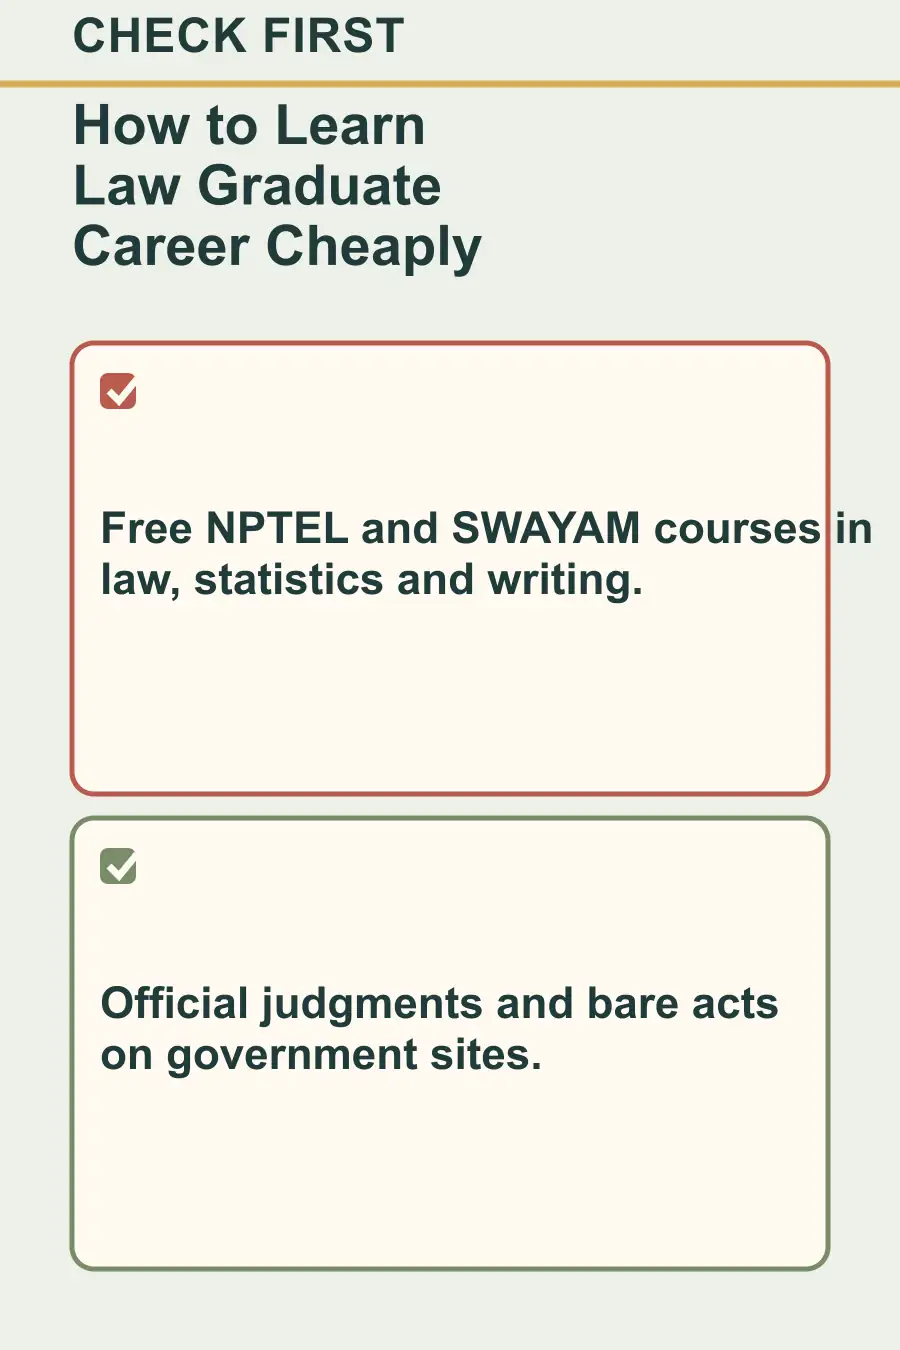 CHECK FIRST
How to Learn
Law Graduate
Career Cheaply
Free NPTEL and SWAYAM courses in
law, statistics and writing.
Official judgments and bare acts
on government sites.